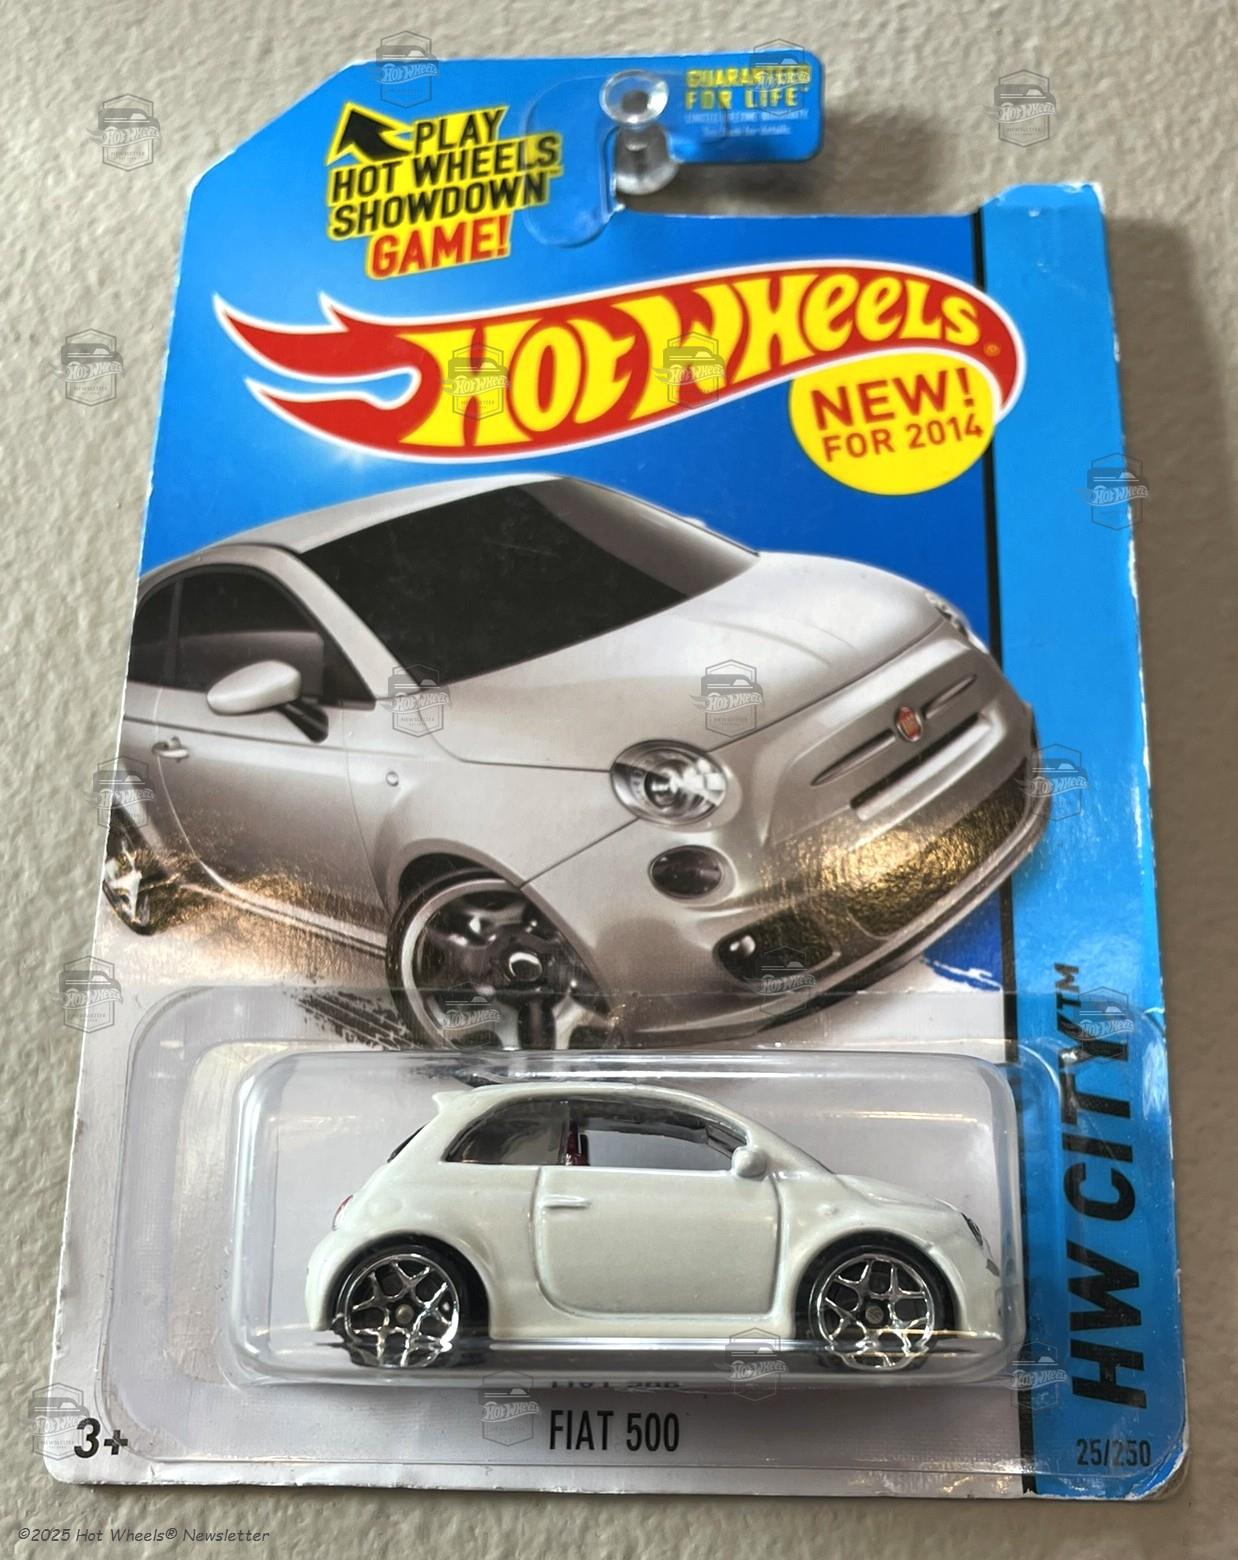 PLAY
HOT WHEELS
SHOWDOWN™
GAME!
GUARANTEED
FOR LIFE™
HOT WHEELS®
NEW!
FOR 2014
HW CITY™
FIAT 500
3+
25/250
©2025 Hot Wheels® Newsletter